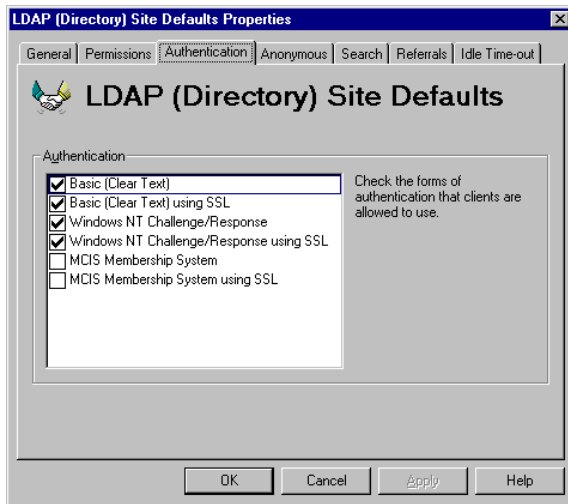 LDAP (Directory) Site Defaults Properties
General Permissions Authentication Anonymous Search Referrals Idle Time-out
LDAP (Directory) Site Defaults
Authentication
Basic (Clear Text)
Basic (Clear Text) using SSL
Windows NT Challenge/Response
Windows NT Challenge/Response using SSL
MCIS Membership System
MCIS Membership System using SSL
Check the forms of
authentication that clients are
allowed to use.
OK Cancel Apply Help